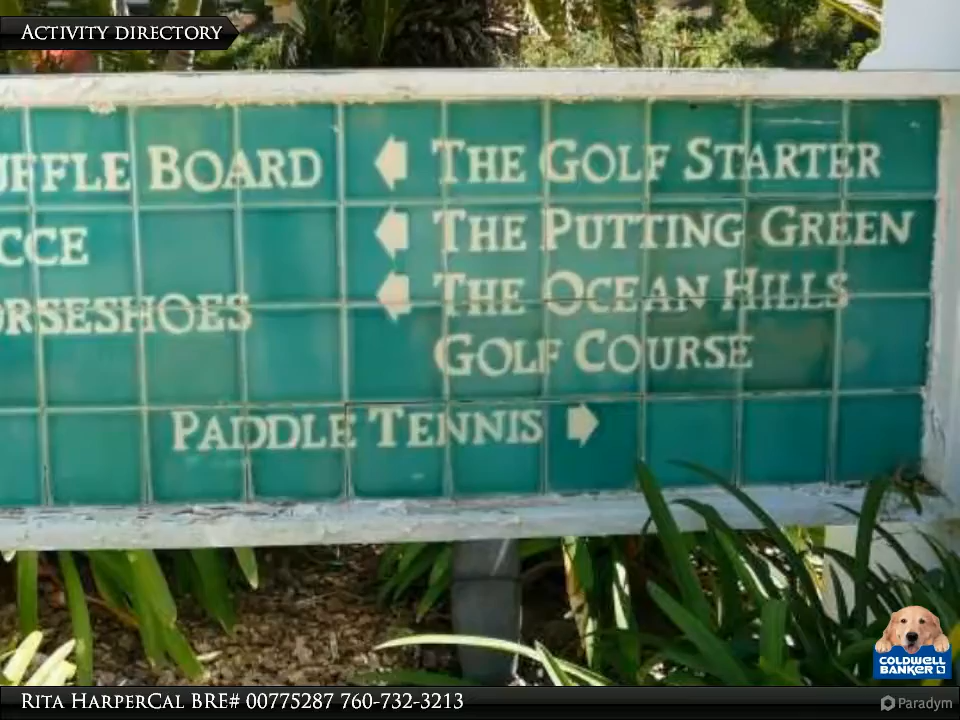 Activity directory
UFFLE BOARD
THE GOLF STARTER
CCE
THE PUTTING GREEN
ORSESHOES
THE OCEAN HILLS
GOLF COURSE
PADDLE TENNIS
COLDWELL
BANKER
Rita HarperCal BRE# 00775287 760-732-3213
Paradym